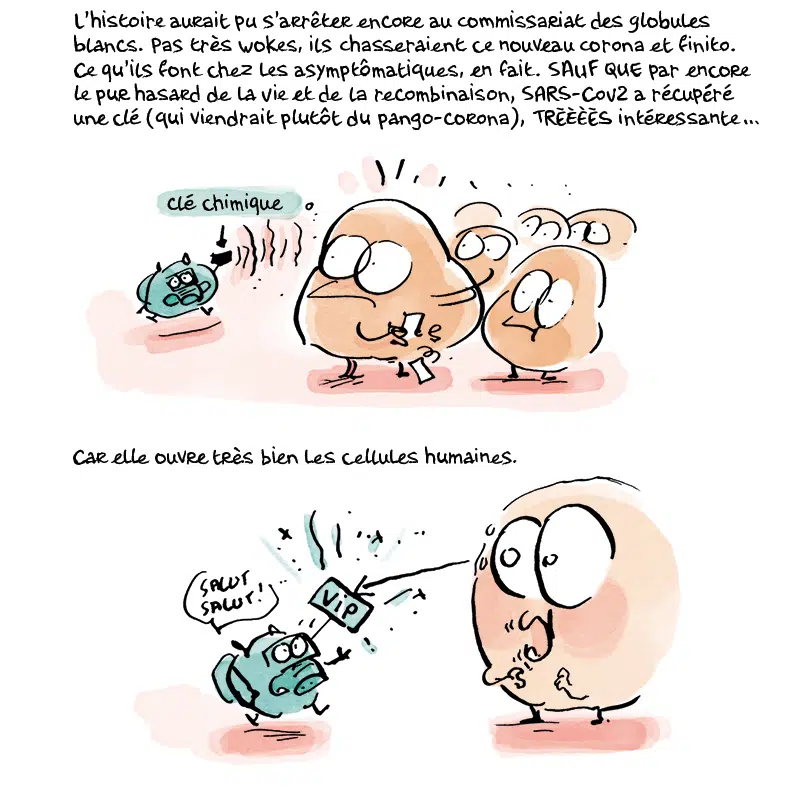 L'histoire aurait pu s'arrêter encore au commissariat des globules
blancs. Pas très wokes, ils chasseraient ce nouveau corona et finito.
Ce qu'ils font chez les asymptômatiques, en fait. SAUF QUE par encore
le pur hasard de la vie et de la recombinaison, SARS-Cov2 a récupéré
une clé (qui viendrait plutôt du pango-corona), TRÈÈÈÈS intéressante...
clé chimique
Car elle ouvre très bien les cellules humaines.
SALUT
SALUT!
VIP